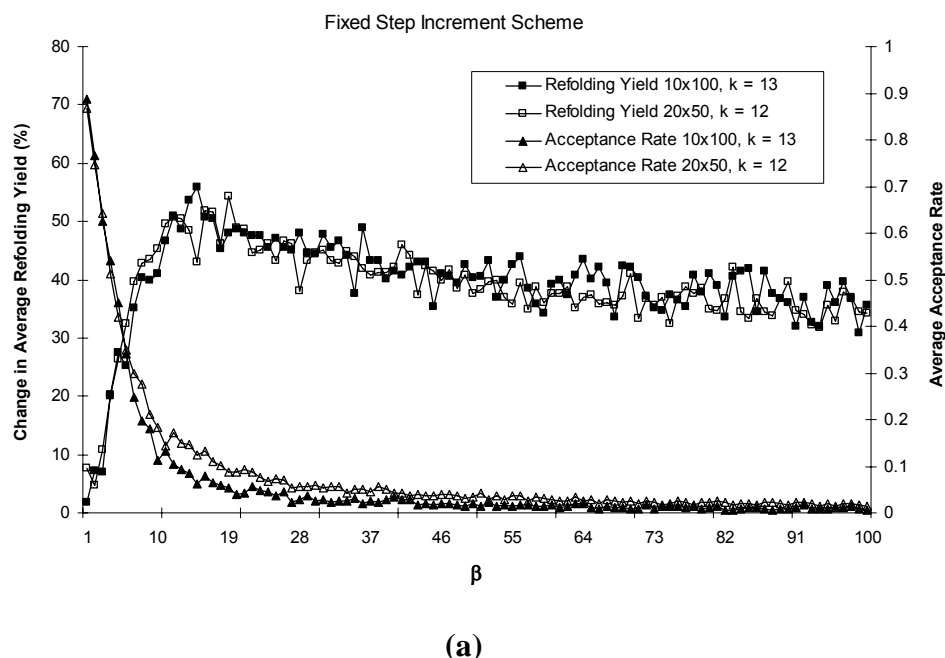 Fixed Step Increment Scheme
80
70
60
50
40
30
20
10
0
Change in Average Refolding Yield (%)
Refolding Yield 10x100, k = 13
Refolding Yield 20x50, k = 12
Acceptance Rate 10x100, k = 13
Acceptance Rate 20x50, k = 12
1
0.9
0.8
0.7
0.6
0.5
0.4
0.3
0.2
0.1
0
Average Acceptance Rate
1 10 19 28 37 46 55 64 73 82 91 100
β
(a)